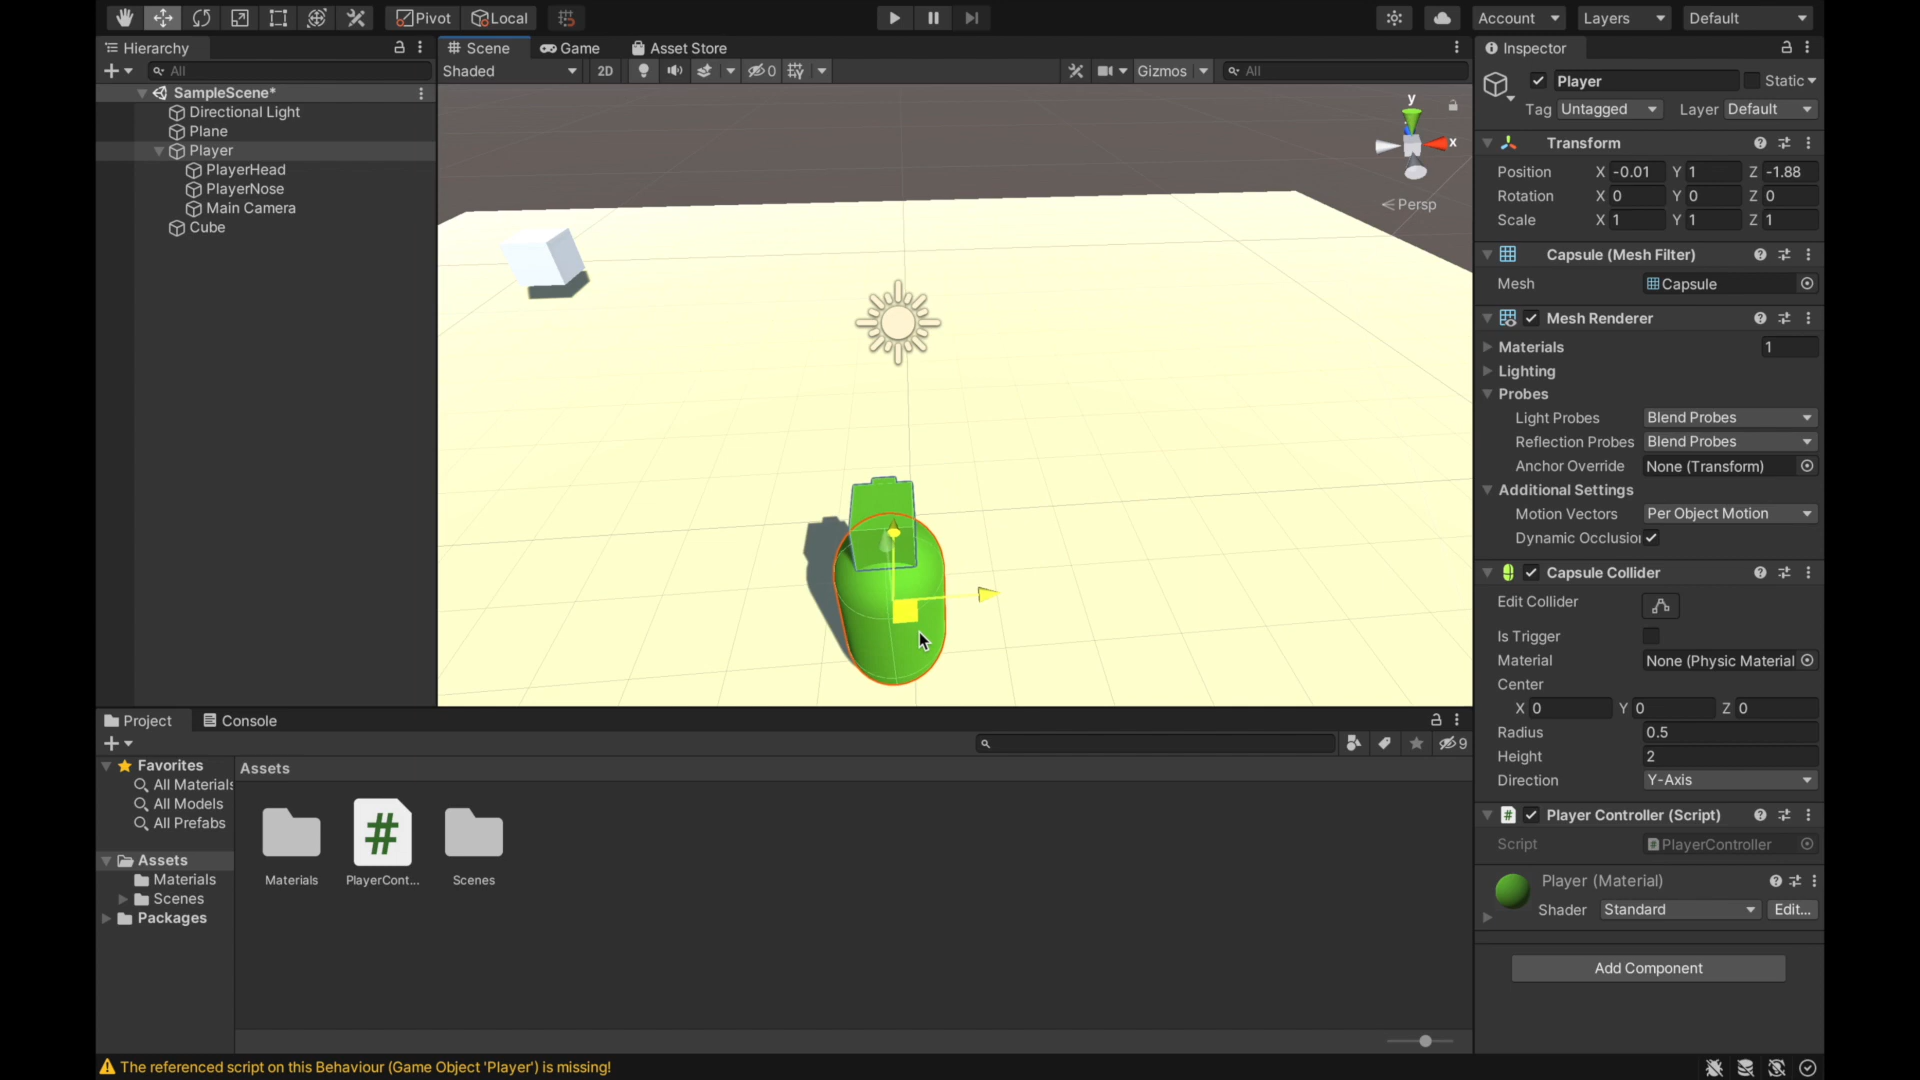 Pivot Local Account Layers Default
Hierarchy
All
SampleScene*
Directional Light
Plane
Player
PlayerHead
PlayerNose
Main Camera
Cube
Scene Game Asset Store
Shaded 2D 0 Gizmos All
y
x
Persp
Inspector
Player Static
Tag Untagged Layer Default
Transform
Position X -0.01 Y 1 Z -1.88
Rotation X 0 Y 0 Z 0
Scale X 1 Y 1 Z 1
Capsule (Mesh Filter)
Mesh Capsule
Mesh Renderer
Materials 1
Lighting
Probes
Light Probes Blend Probes
Reflection Probes Blend Probes
Anchor Override None (Transform)
Additional Settings
Motion Vectors Per Object Motion
Dynamic Occlusio
Capsule Collider
Edit Collider
Is Trigger
Material None (Physic Material
Center
X 0 Y 0 Z 0
Radius 0.5
Height 2
Direction Y-Axis
Player Controller (Script)
Script # PlayerController
Player (Material)
Shader Standard Edit...
Add Component
Project Console
9
Favorites
All Materials
All Models
All Prefabs
Assets
Materials
Scenes
Packages
Assets
#
Materials PlayerCont... Scenes
The referenced script on this Behaviour (Game Object 'Player') is missing!